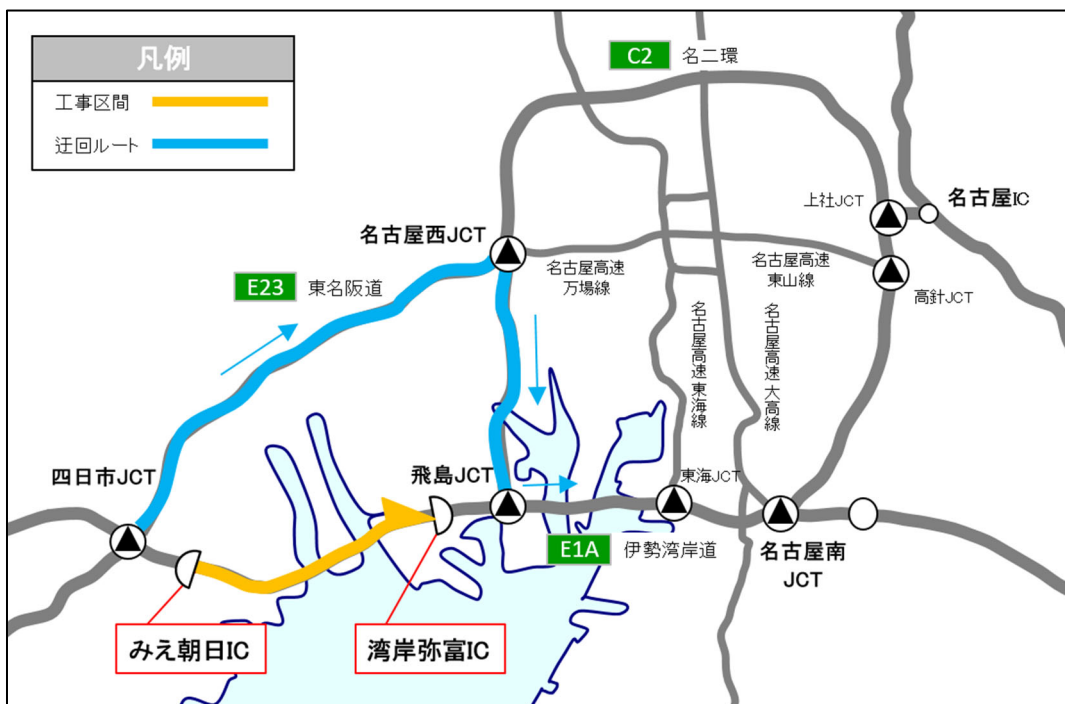 凡例
工事区間
迂回ルート
C2 名二環
上社JCT
名古屋IC
名古屋西JCT
E23 東名阪道
名古屋高速
万場線
名古屋高速
東山線
高針JCT
名古屋高速 東海線
名古屋高速 大高線
四日市JCT
飛島JCT
東海JCT
E1A 伊勢湾岸道
名古屋南
JCT
みえ朝日IC
湾岸弥富IC